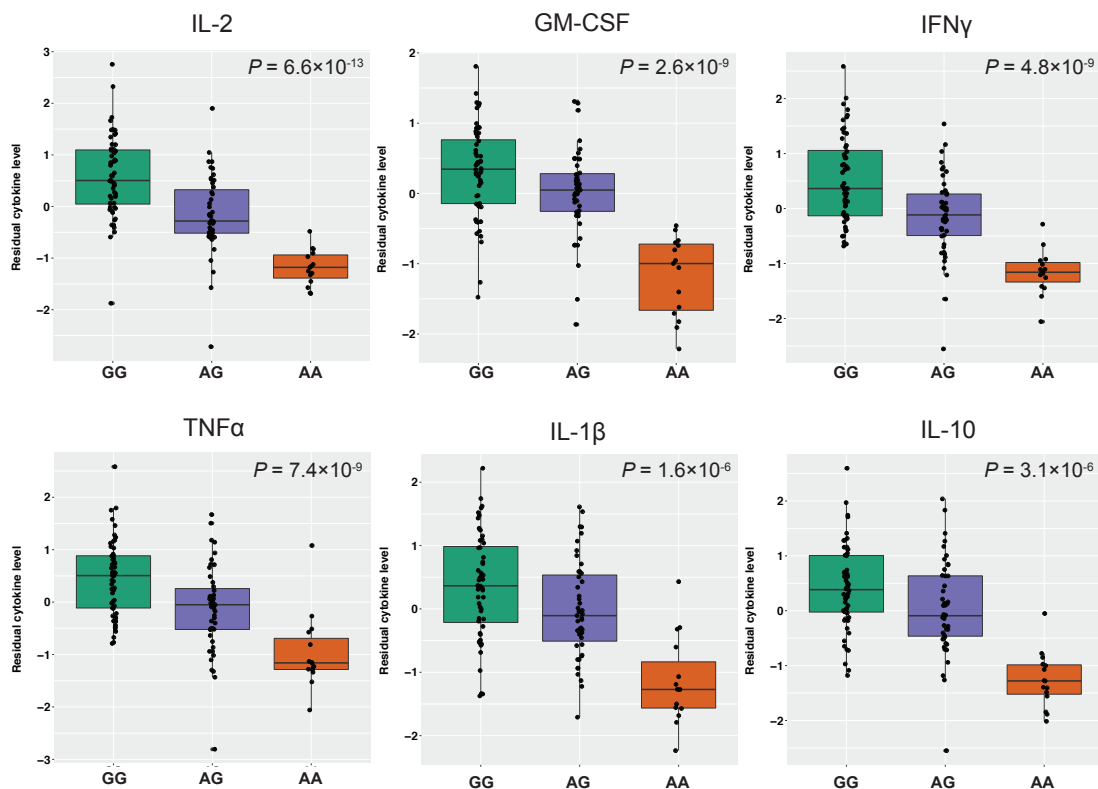 IL-2
P = 6.6×10⁻¹³
Residual cytokine level
3
2
1
0
−1
−2
GG AG AA
GM-CSF
P = 2.6×10⁻⁹
Residual cytokine level
2
1
0
−1
−2
GG AG AA
IFNγ
P = 4.8×10⁻⁹
Residual cytokine level
2
1
0
−1
−2
GG AG AA
TNFα
P = 7.4×10⁻⁹
Residual cytokine level
2
1
0
−1
−2
−3
GG AG AA
IL-1β
P = 1.6×10⁻⁶
Residual cytokine level
2
1
0
−1
−2
GG AG AA
IL-10
P = 3.1×10⁻⁶
Residual cytokine level
2
1
0
−1
−2
GG AG AA